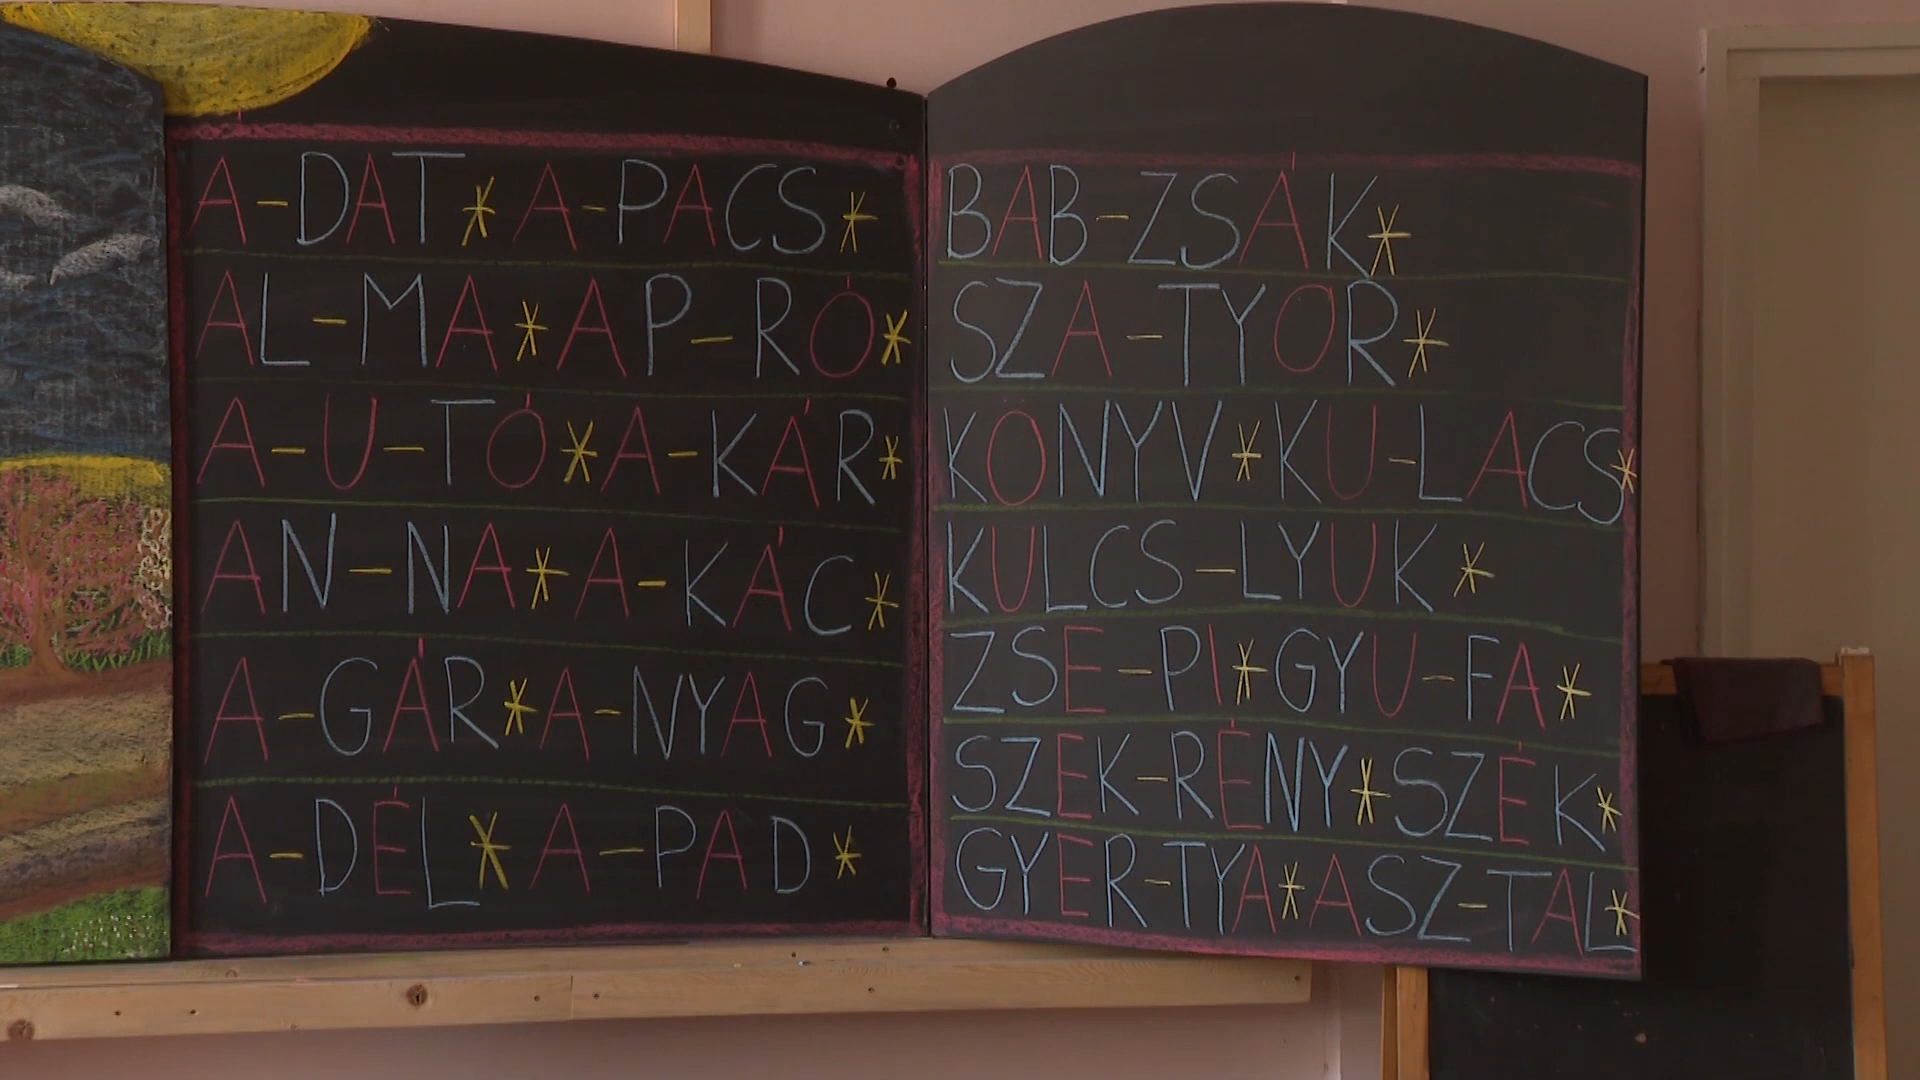 A-DAT * A-PACS *
AL-MA * AP-RÓ *
A-U-TÓ * A-KÁR *
AN-NA * A-KÁC *
A-GÁR * A-NYAG *
A-DÉL * A-PAD *
BAB-ZSÁK *
SZA-TYOR *
KÖNYV * KU-LACS *
KULCS-LYUK *
ZSE-PI * GYU-FA *
SZEK-RÉNY * SZÉK *
GYER-TYA * ASZ-TAL *